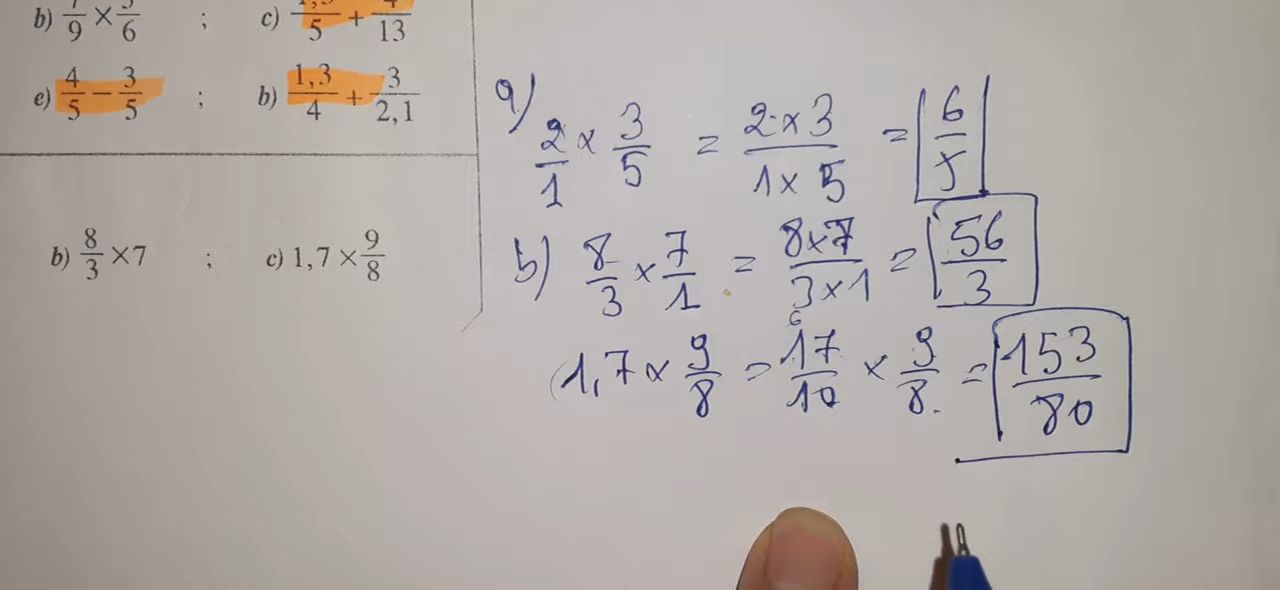 b) 7/9 × 5/6 ; c) 1,3/5 + 4/13
e) 4/5 − 3/5 ; b) 1,3/4 + 3/2,1
b) 8/3 × 7 ; c) 1,7 × 9/8
a) 2/1 × 3/5 = 2 × 3/1 × 5 = 6/5
b) 8/3 × 7/1 = 8 × 7/3 × 1 = 56/3
1,7 × 9/8 = 17/10 × 9/8 = 153/80